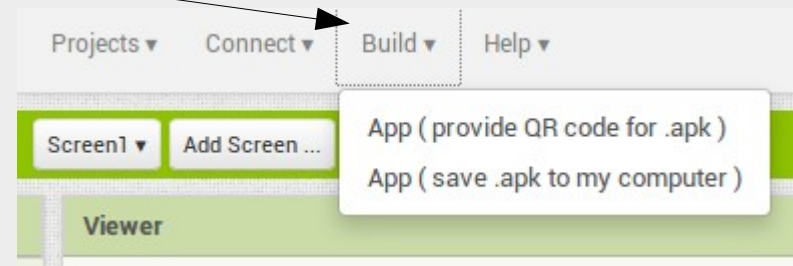 Projects ▾ Connect ▾ Build ▾ Help ▾
App ( provide QR code for .apk )
Screen1 ▾ Add Screen ...
App ( save .apk to my computer )
Viewer